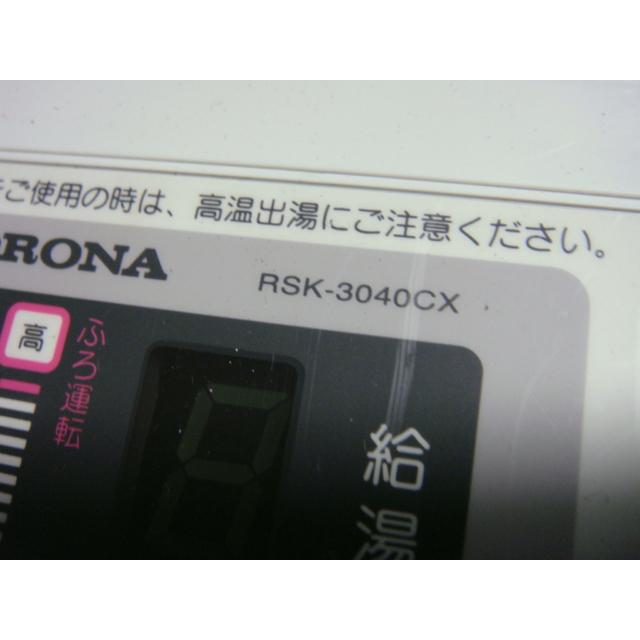 ご使用の時は、高温出湯にご注意ください。
ORONA
RSK-3040CX
高
ふろ運転
給湯